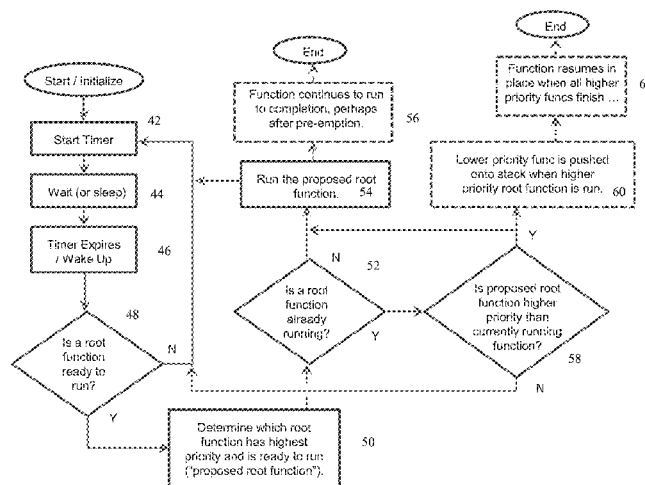 Start / initialize
42
Start Timer
Wait (or sleep)
44
Timer Expires
/ Wake Up
46
48
Is a root
function
ready to
run?
N
Y
Determine which root
function has highest
priority and is ready to run
("proposed root function").
50
Is a root
function
already
running?
52
N
Y
Run the proposed root
function.
54
Function continues to run
to completion, perhaps
after pre-emption.
56
End
Is proposed
root
function higher
priority than
currently running
function?
58
Y
N
Lower priority func is pushed
onto stack when higher
priority root function is run.
60
Function resumes in
place when all higher
priority funcs finish ...
6
End